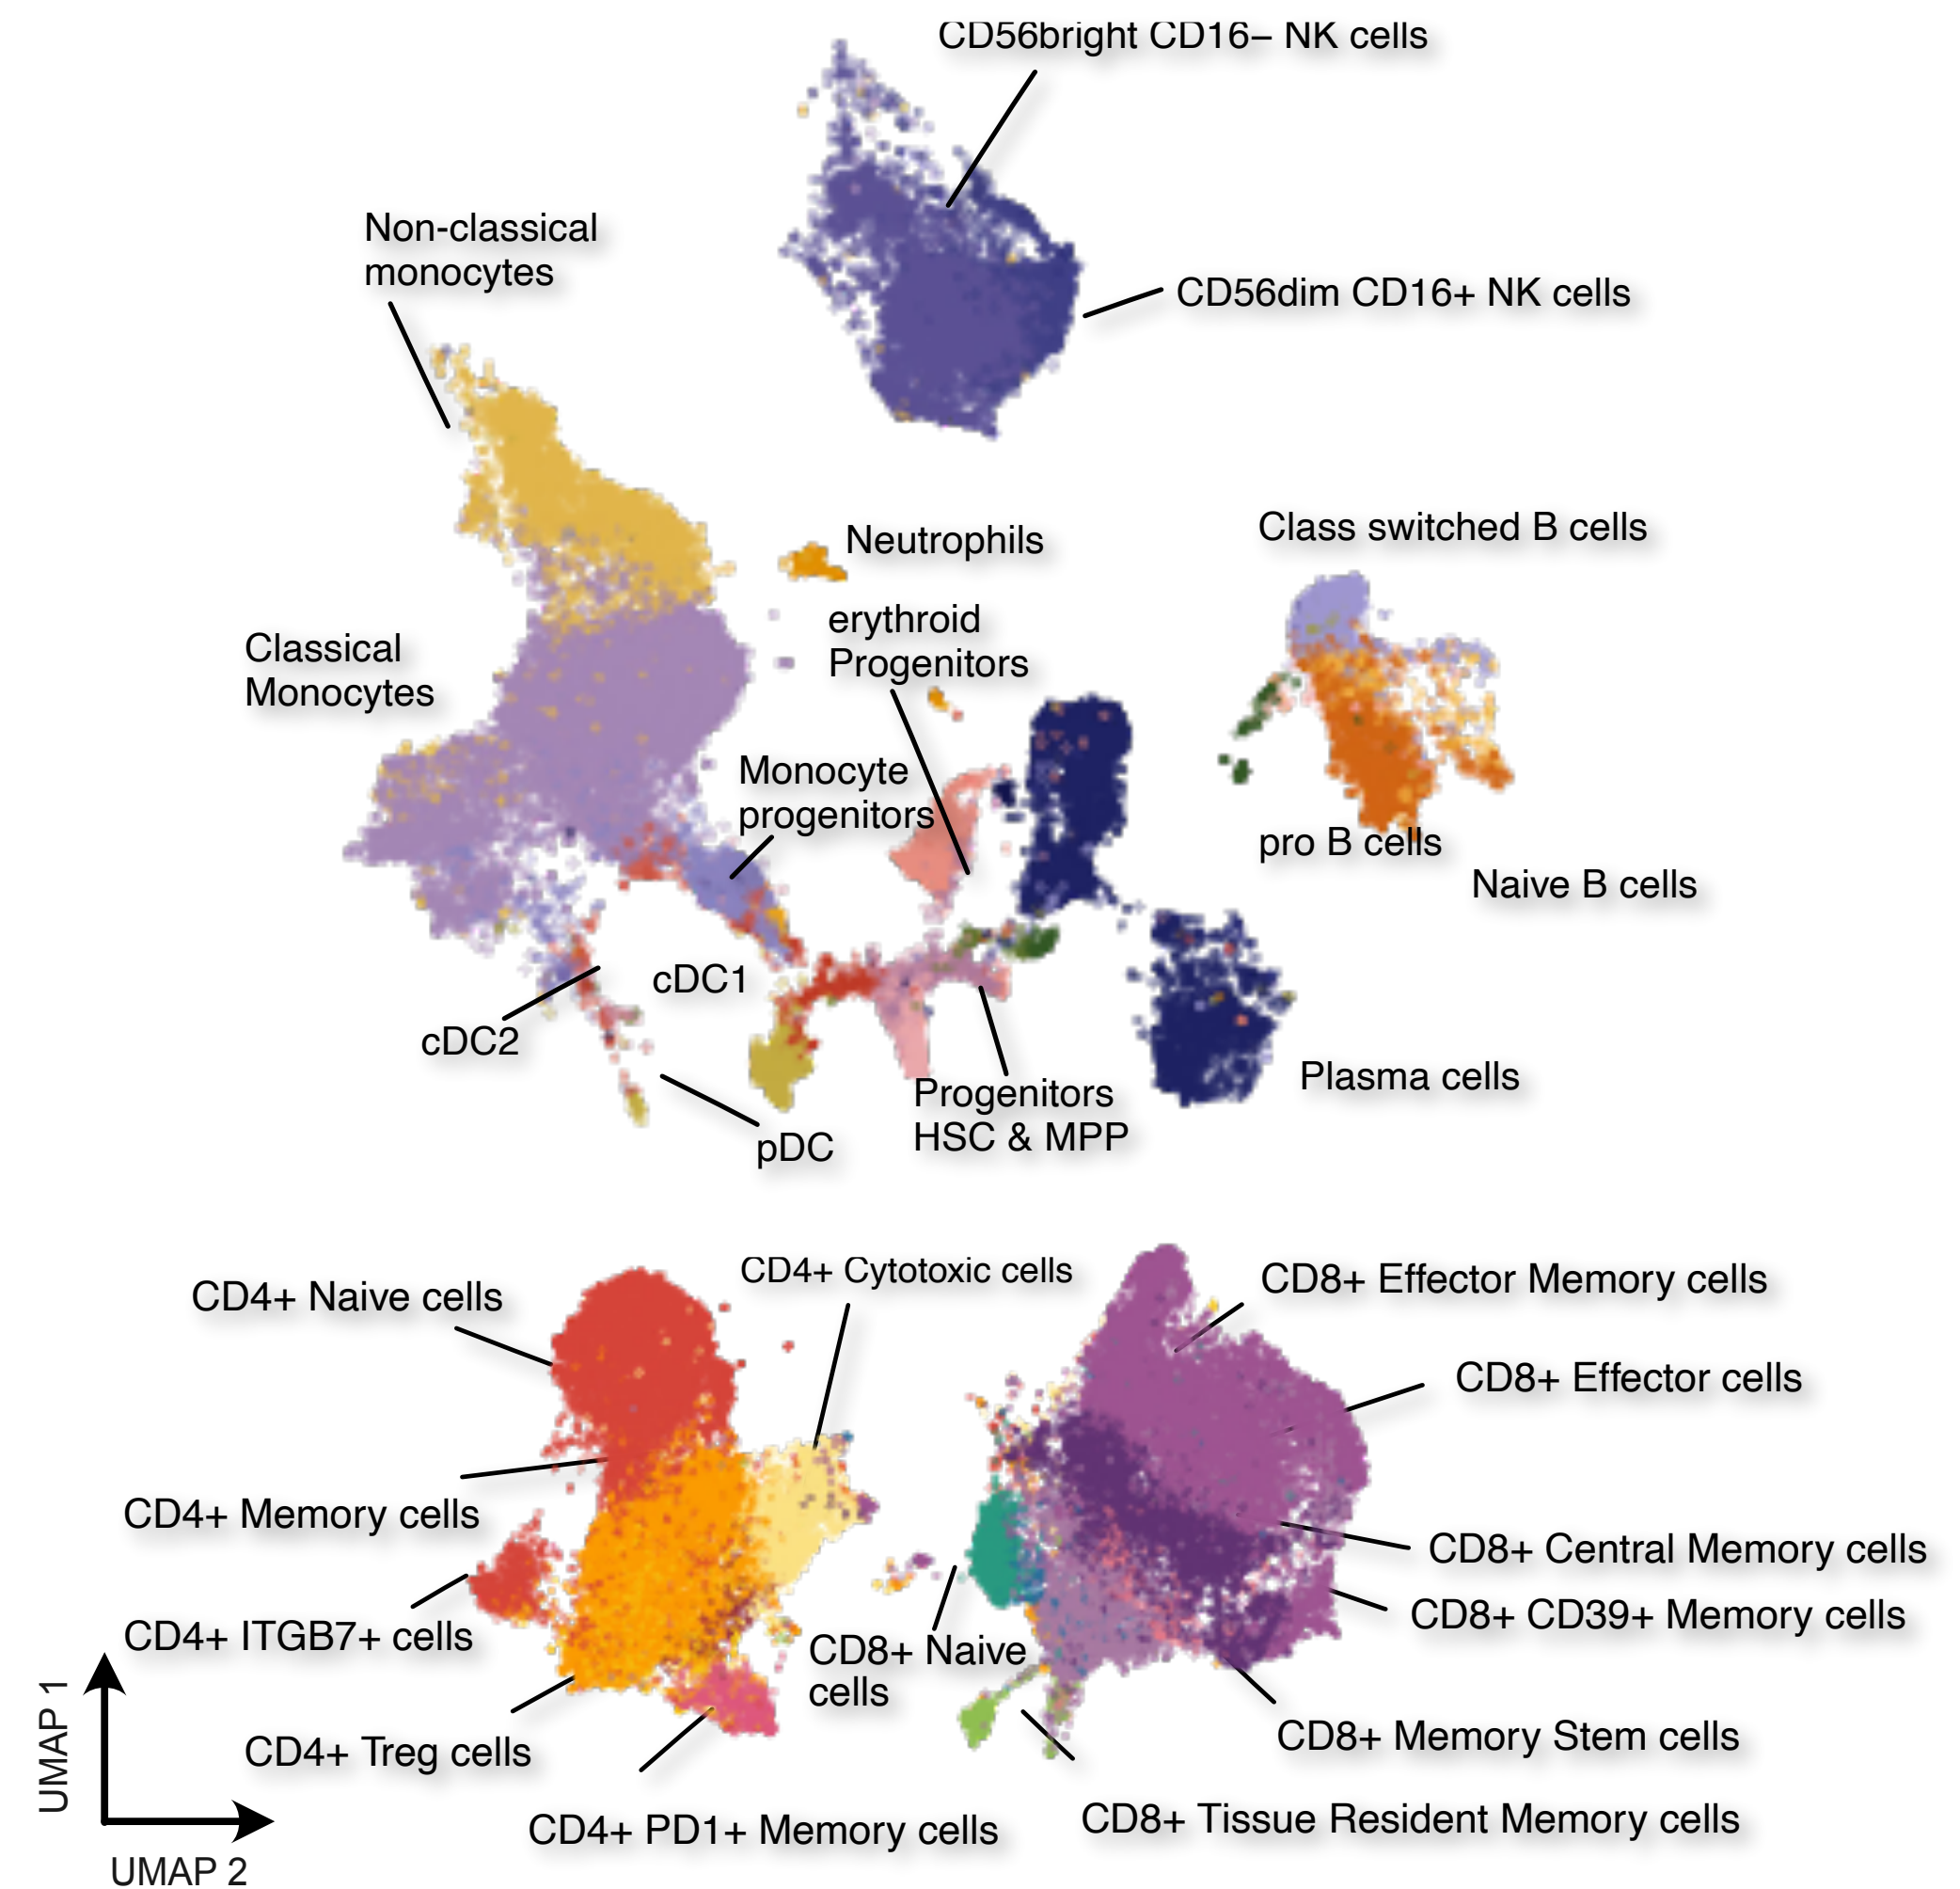 CD56bright CD16– NK cells
Non-classical
monocytes
CD56dim CD16+ NK cells
Neutrophils
Class switched B cells
erythroid
Progenitors
Classical
Monocytes
Monocyte
progenitors
pro B cells
Naive B cells
cDC1
cDC2
Plasma cells
Progenitors
HSC & MPP
pDC
CD4+ Naive cells
CD4+ Cytotoxic cells
CD8+ Effector Memory cells
CD8+ Effector cells
CD4+ Memory cells
CD8+ Central Memory cells
CD8+ CD39+ Memory cells
CD4+ ITGB7+ cells
CD8+ Naive
cells
CD8+ Memory Stem cells
CD4+ Treg cells
CD8+ Tissue Resident Memory cells
CD4+ PD1+ Memory cells
UMAP 1
UMAP 2